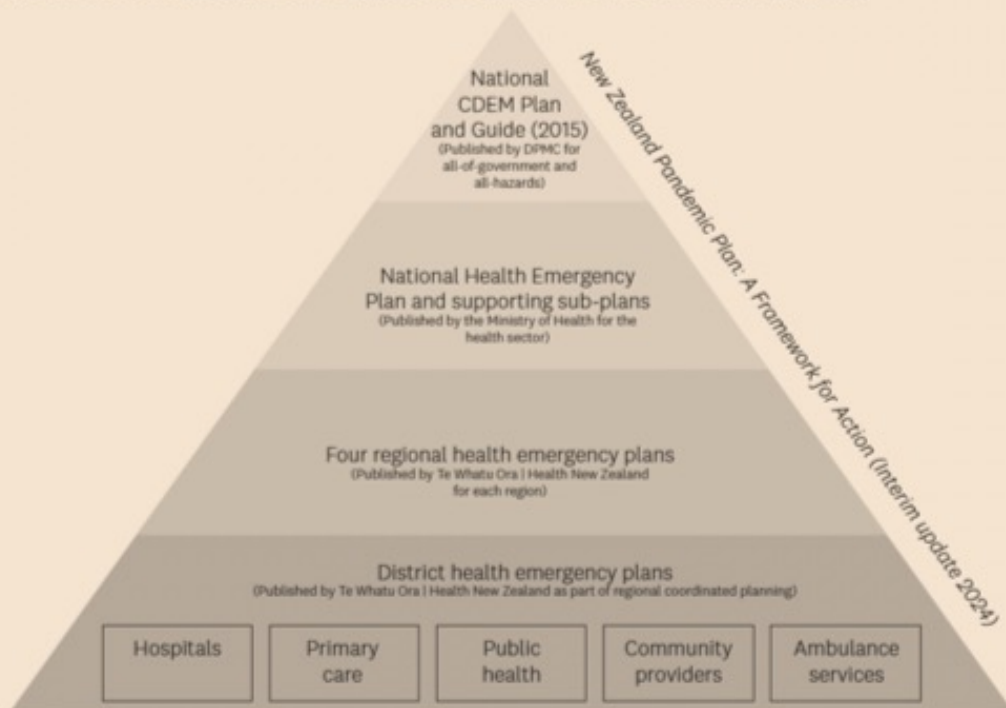 National
CDEM Plan
and Guide (2015)
(Published by DPMC for
all-of-government and
all-hazards)
New Zealand Pandemic Plan: A Framework for Action (Interim update 2024)
National Health Emergency
Plan and supporting sub-plans
(Published by the Ministry of Health for the
health sector)
Four regional health emergency plans
(Published by Te Whatu Ora | Health New Zealand
for each region)
District health emergency plans
(Published by Te Whatu Ora | Health New Zealand as part of regional coordinated planning)
Hospitals
Primary
care
Public
health
Community
providers
Ambulance
services